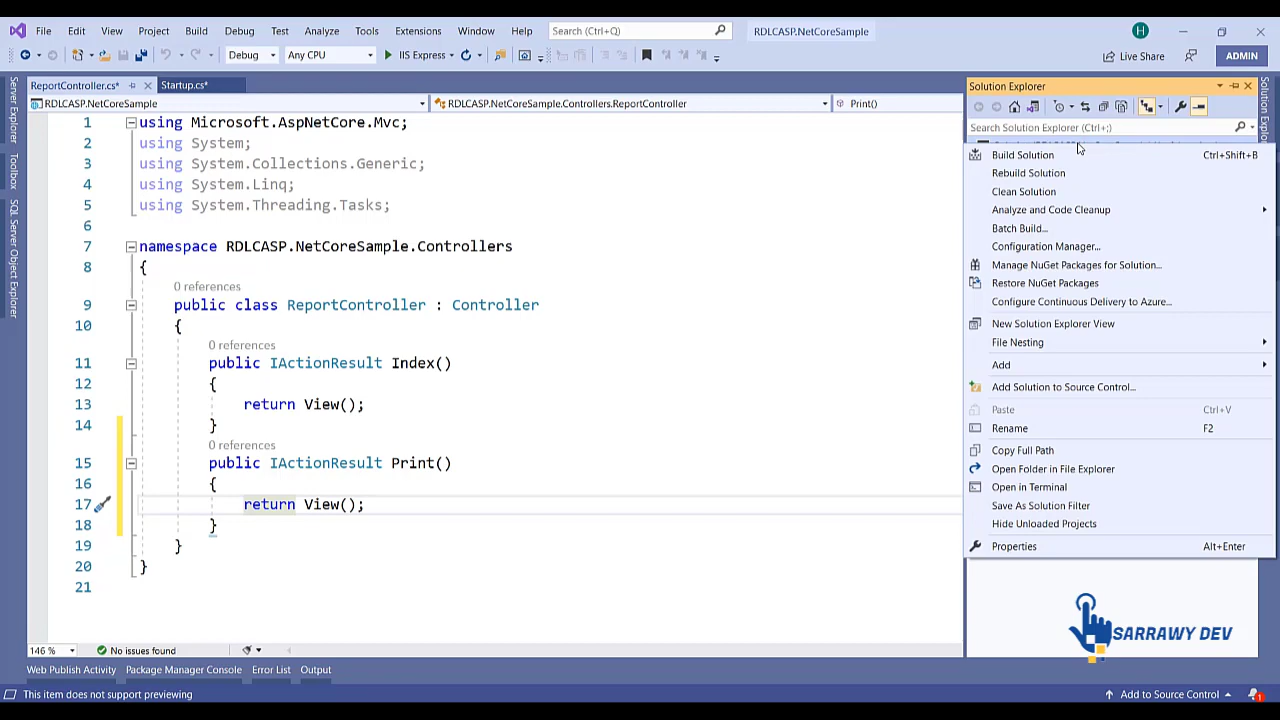 File Edit View Project Build Debug Test Analyze Tools Extensions Window Help Search (Ctrl+Q) RDLCASP.NetCoreSample H
Debug Any CPU IIS Express Live Share ADMIN
ReportController.cs* Startup.cs*
RDLCASP.NetCoreSample RDLCASP.NetCoreSample.Controllers.ReportController Print()
Server Explorer
Toolbox
SQL Server Object Explorer
1 using Microsoft.AspNetCore.Mvc;
2 using System;
3 using System.Collections.Generic;
4 using System.Linq;
5 using System.Threading.Tasks;
6
7 namespace RDLCASP.NetCoreSample.Controllers
8 {
0 references
9 public class ReportController : Controller
10 {
0 references
11 public IActionResult Index()
12 {
13 return View();
14 }
0 references
15 public IActionResult Print()
16 {
17 return View();
18 }
19 }
20 }
21
146 % No issues found
Solution Explorer
Search Solution Explorer (Ctrl+;)
Build Solution Ctrl+Shift+B
Rebuild Solution
Clean Solution
Analyze and Code Cleanup
Batch Build...
Configuration Manager...
Manage NuGet Packages for Solution...
Restore NuGet Packages
Configure Continuous Delivery to Azure...
New Solution Explorer View
File Nesting
Add
Add Solution to Source Control...
Paste Ctrl+V
Rename F2
Copy Full Path
Open Folder in File Explorer
Open in Terminal
Save As Solution Filter
Hide Unloaded Projects
Properties Alt+Enter
SARRAWY DEV
Solution Explorer
Web Publish Activity Package Manager Console Error List Output
This item does not support previewing Add to Source Control 1